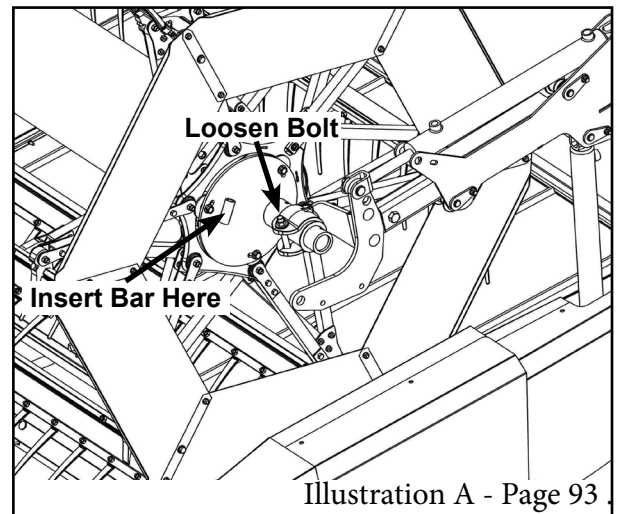 Loosen Bolt
Insert Bar Here
Illustration A - Page 93 .